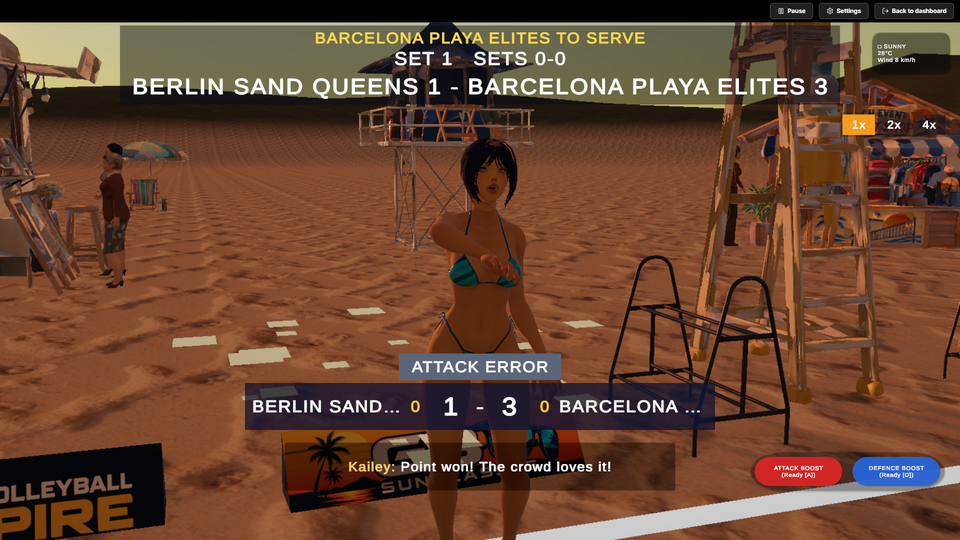 Pause
Settings
Back to dashboard
BARCELONA PLAYA ELITES TO SERVE
SET 1 SETS 0-0
BERLIN SAND QUEENS 1 - BARCELONA PLAYA ELITES 3
SUNNY
28°C
Wind 8 km/h
1x 2x 4x
ATTACK ERROR
BERLIN SAND... 0 1 - 3 0 BARCELONA ...
Kailey: Point won! The crowd loves it!
ATTACK BOOST
(Ready [A])
DEFENCE BOOST
(Ready [D])
OLLEYBALL
PIRE